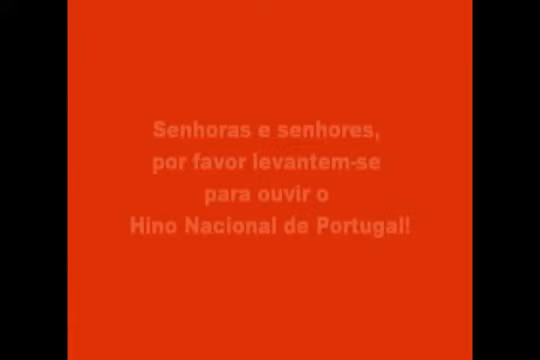 Senhoras e senhores,
por favor levantem-se
para ouvir o
Hino Nacional de Portugal!